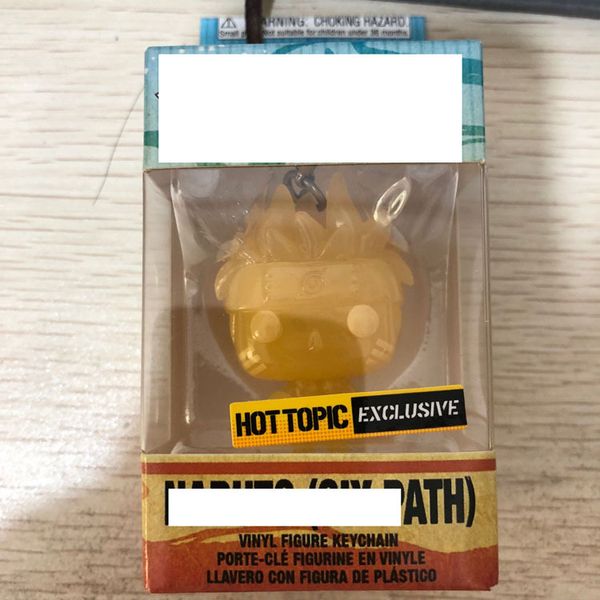 WARNING: CHOKING HAZARD
Small Not suitable for children under 36 months.
HOT TOPIC EXCLUSIVE
PATH)
VINYL FIGURE KEYCHAIN
PORTE-CLÉ FIGURINE EN VINYLE
LLAVERO CON FIGURA DE PLÁSTICO